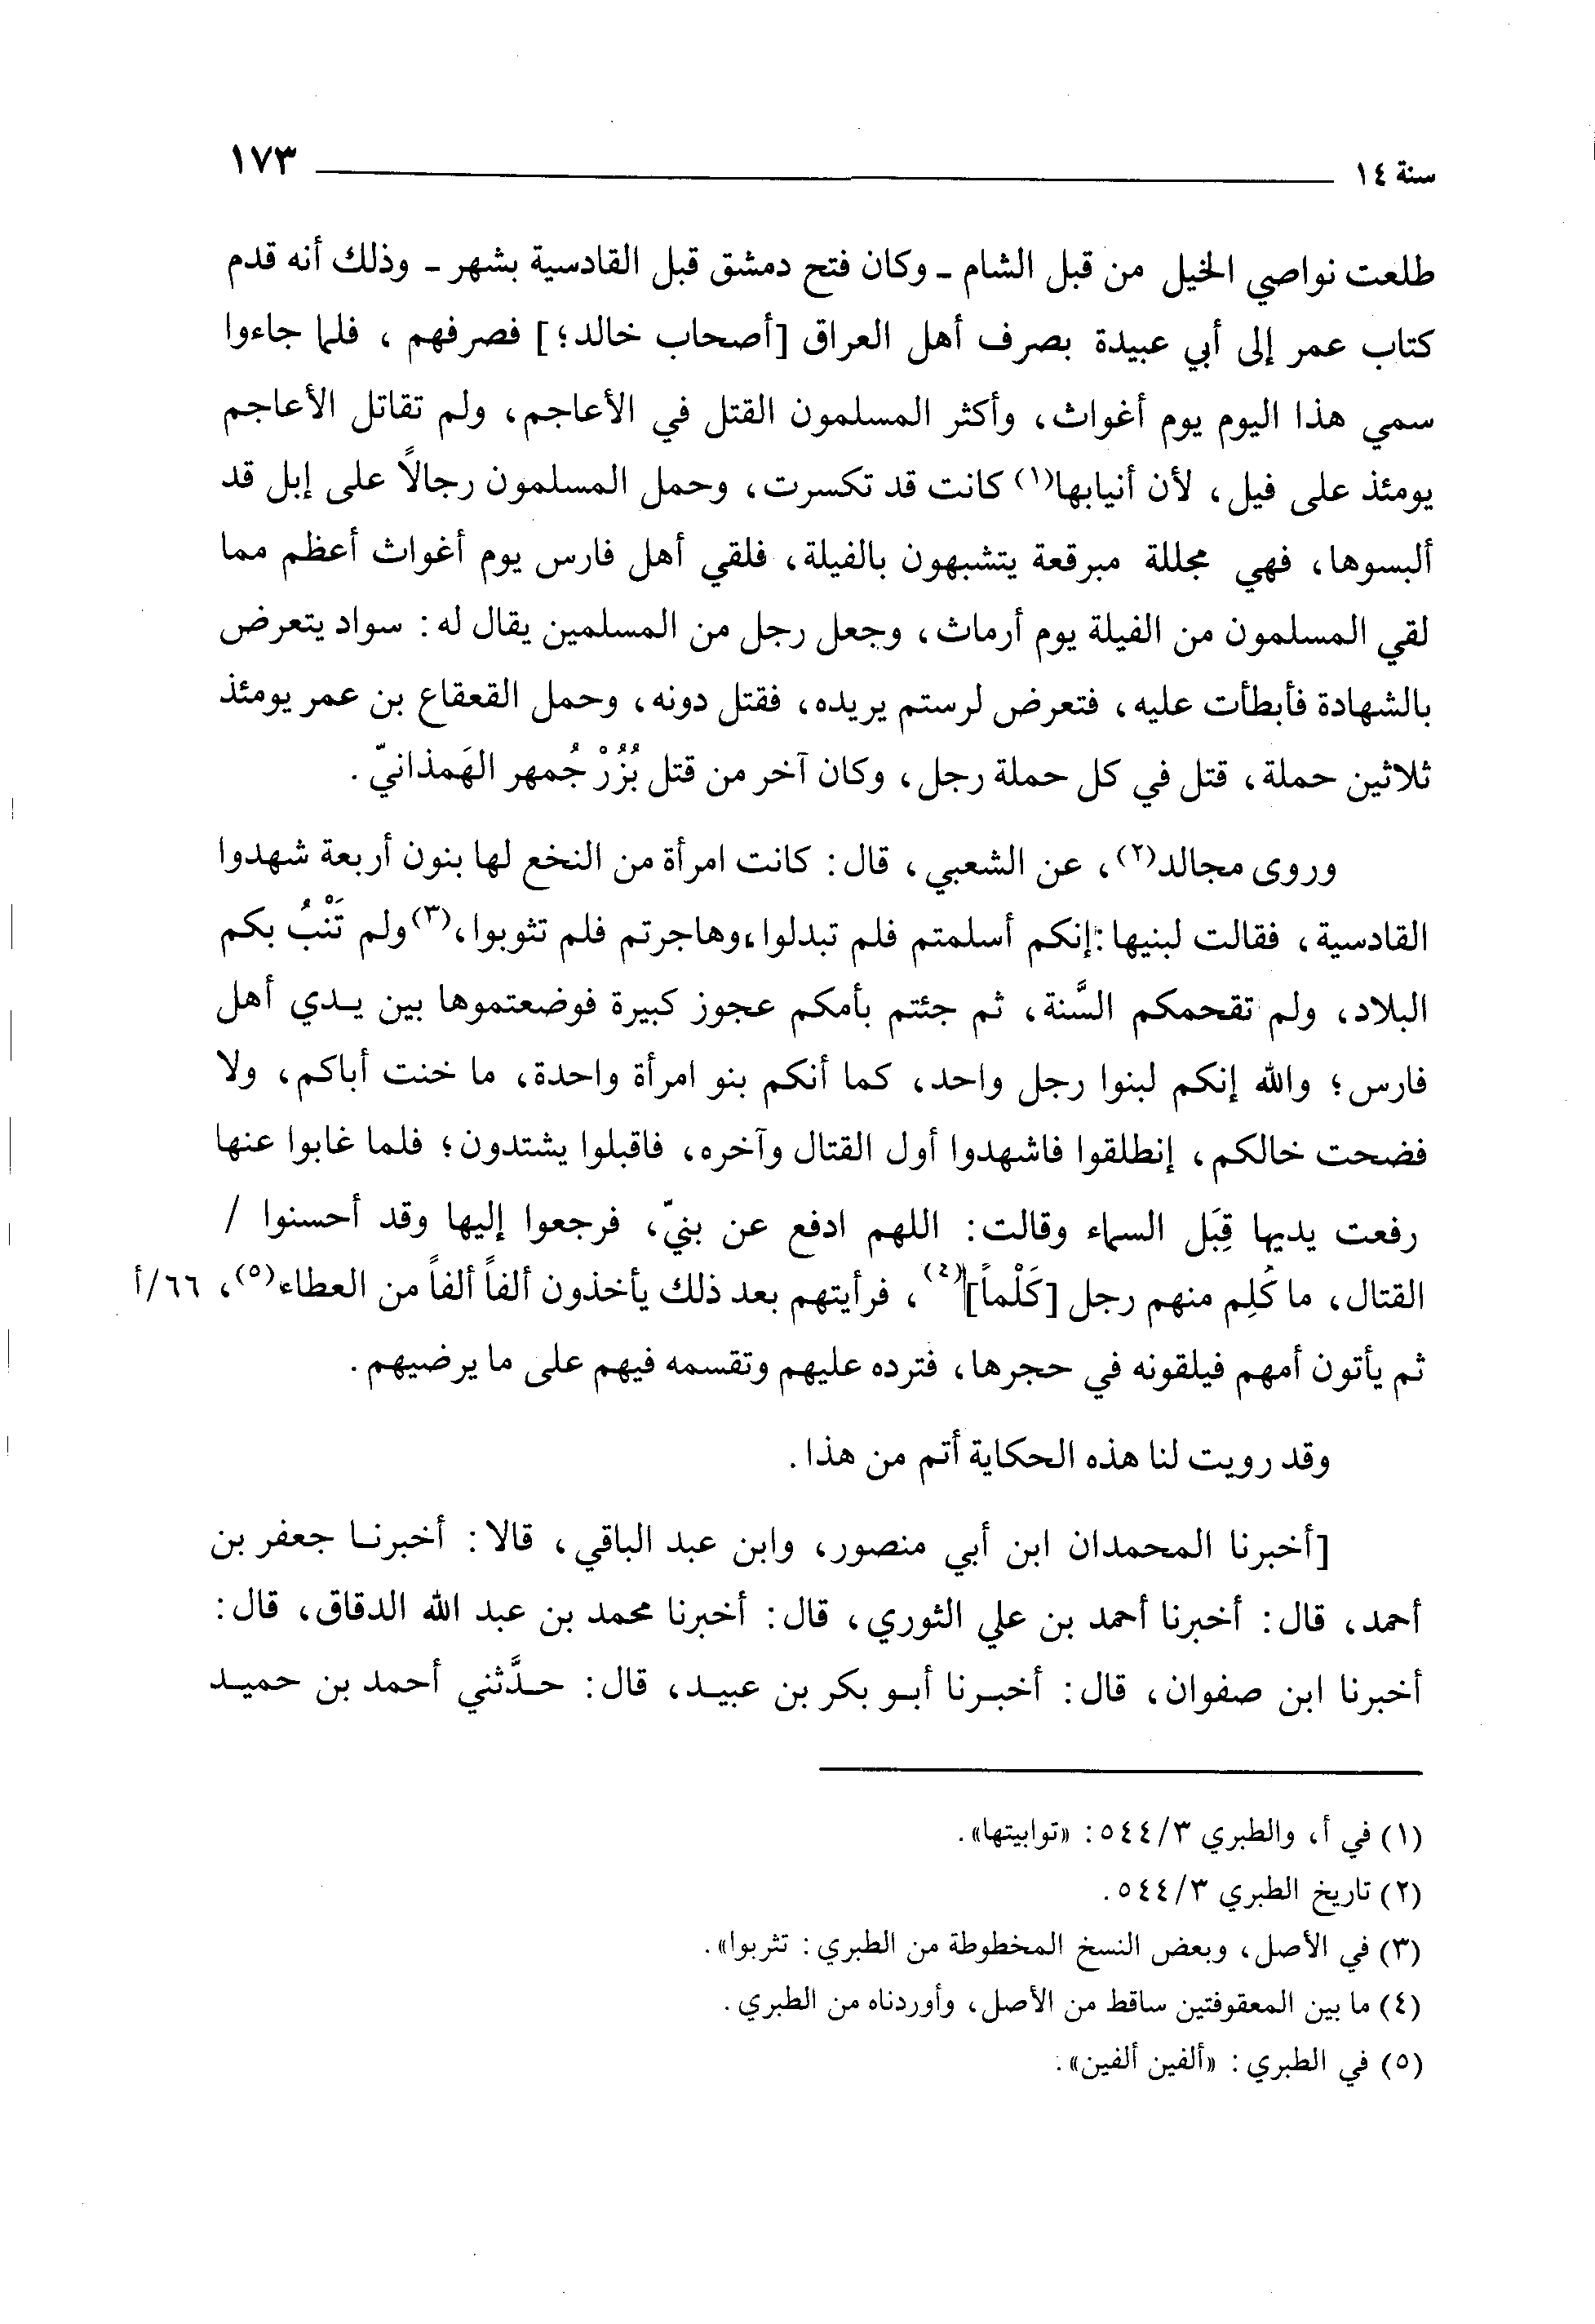 سنة ١٤ ١٧٣
طلعت نواصي الخيل من قبل الشام - وكان فتح دمشق قبل القادسية بشهر - وذلك أنه قدم
كتاب عمر إلى أبي عبيدة بصرف أهل العراق [أصحاب خالد؛] فصرفهم ، فلما جاءوا
سمي هذا اليوم يوم أغواث، وأكثر المسلمون القتل في الأعاجم، ولم تقاتل الأعاجم
يومئذ على فيل، لأن أنيابها(١) كانت قد تكسرت، وحمل المسلمون رجالاً على إبل قد
ألبسوها، فهي مجللة مبرقعة يتشبهون بالفيلة، فلقي أهل فارس يوم أغواث أعظم مما
لقي المسلمون من الفيلة يوم أرماث، وجعل رجل من المسلمين يقال له: سواد يتعرض
بالشهادة فأبطأت عليه، فتعرض لرستم يريده، فقتل دونه، وحمل القعقاع بن عمر يومئذ
ثلاثين حملة، قتل في كل حملة رجل، وكان آخر من قتل بُزُرْجُمهر الهَمذانيّ.
وروى مجالد(٢)، عن الشعبي، قال: كانت امرأة من النخع لها بنون أربعة شهدوا
القادسية، فقالت لبنيها: إنكم أسلمتم فلم تبدلوا، وهاجرتم فلم تثوبوا،(٣) ولم تَنْبُ بكم
البلاد، ولم تقحمكم السَّنة، ثم جئتم بأمكم عجوز كبيرة فوضعتموها بين يدي أهل
فارس؛ والله إنكم لبنوا رجل واحد، كما أنكم بنو امرأة واحدة، ما خنت أباكم، ولا
فضحت خالكم، إنطلقوا فاشهدوا أول القتال وآخره، فاقبلوا يشتدون؛ فلما غابوا عنها
رفعت يديها قِبَل السماء وقالت: اللهم ادفع عن بنيّ، فرجعوا إليها وقد أحسنوا /
القتال، ما كُلِم منهم رجل [كَلْماً](٤)، فرأيتهم بعد ذلك يأخذون ألفاً ألفاً من العطاء(٥)، ٦٦/أ
ثم يأتون أمهم فيلقونه في حجرها، فترده عليهم وتقسمه فيهم على ما يرضيهم.
وقد رويت لنا هذه الحكاية أتم من هذا.
[أخبرنا المحمدان ابن أبي منصور، وابن عبد الباقي، قالا: أخبرنا جعفر بن
أحمد، قال: أخبرنا أحمد بن علي الثوري، قال: أخبرنا محمد بن عبد الله الدقاق، قال:
أخبرنا ابن صفوان، قال: أخبرنا أبو بكر بن عبيد، قال: حدَّثني أحمد بن حميد
(١) في أ، والطبري ٥٤٤/٣: «توابيتها».
(٢) تاريخ الطبري ٥٤٤/٣.
(٣) في الأصل، وبعض النسخ المخطوطة من الطبري: تثربوا».
(٤) ما بين المعقوفتين ساقط من الأصل، وأوردناه من الطبري.
(٥) في الطبري: «ألفين ألفين».